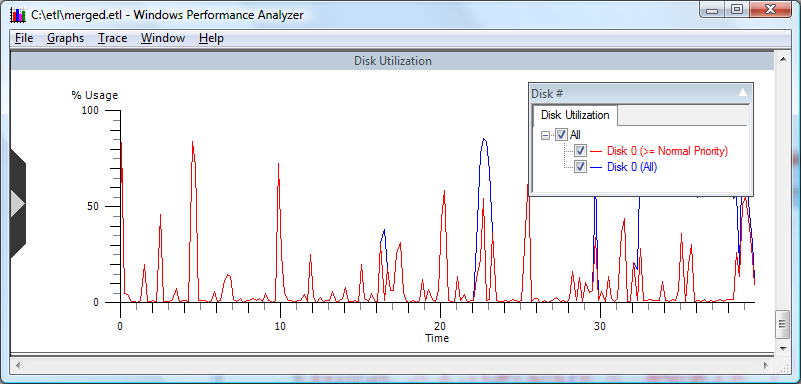 C:\etl\merged.etl - Windows Performance Analyzer
File Graphs Trace Window Help
Disk Utilization
Disk #
Disk Utilization
All
Disk 0 (>= Normal Priority)
Disk 0 (All)
% Usage
100
50
0
0 10 20 30
Time